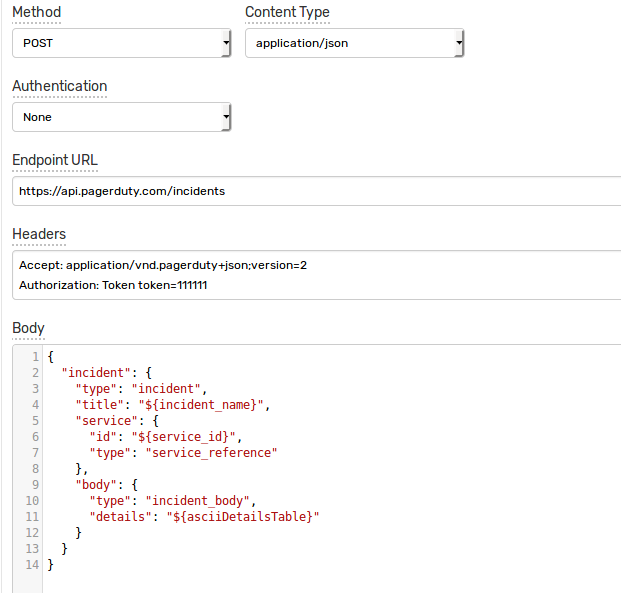 Method Content Type
POST application/json
Authentication
None
Endpoint URL
https://api.pagerduty.com/incidents
Headers
Accept: application/vnd.pagerduty+json;version=2
Authorization: Token token=111111
Body
1 {
2   "incident": {
3     "type": "incident",
4     "title": "${incident_name}",
5     "service": {
6       "id": "${service_id}",
7       "type": "service_reference"
8     },
9     "body": {
10       "type": "incident_body",
11       "details": "${asciiDetailsTable}"
12     }
13   }
14 }